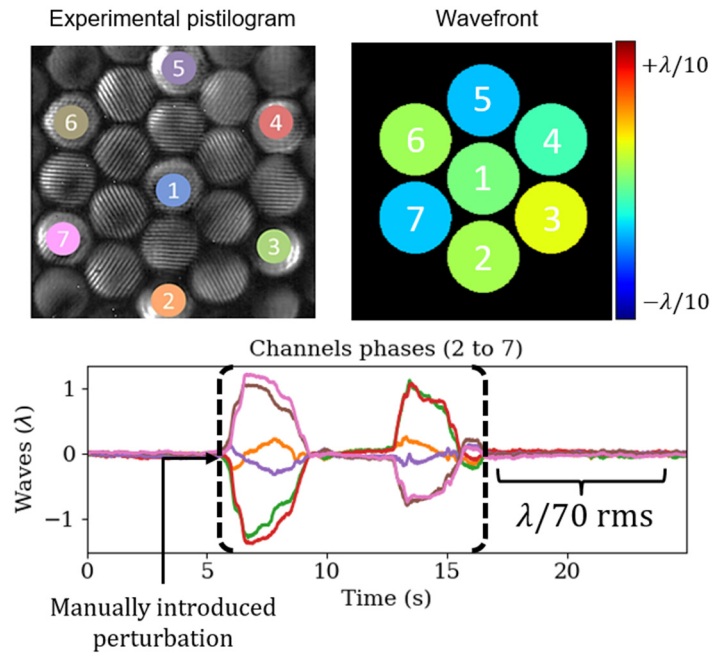 Experimental pistilogram
Wavefront
5
6
4
1
7
3
2
5
6
4
1
7
3
2
+λ/10
−λ/10
Channels phases (2 to 7)
Waves (λ)
1
0
−1
λ/70 rms
0
5
10
15
20
Time (s)
Manually introduced
perturbation